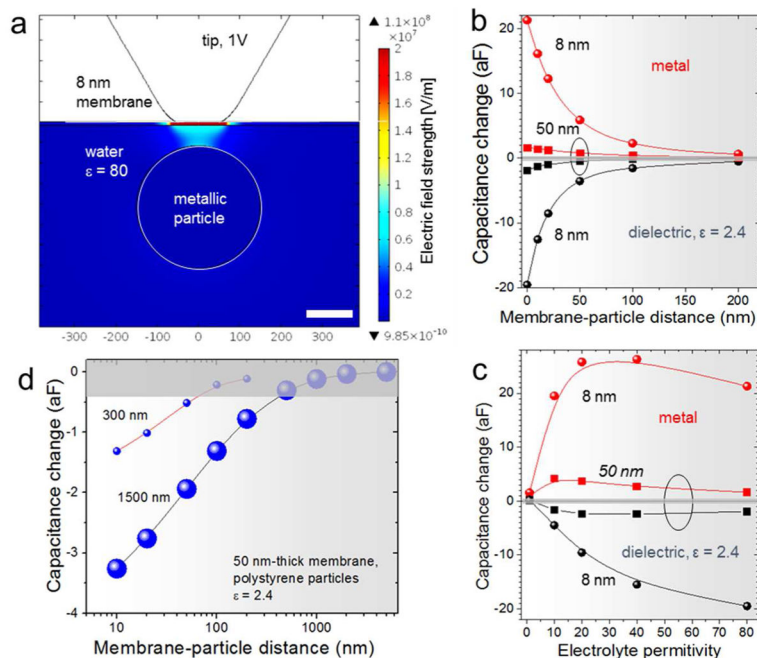 a
tip, 1V
8 nm
membrane
water
ε = 80
metallic
particle
-300 -200 -100 0 100 200 300
1.1×10⁸
×10⁷
2
1.8
1.6
1.4
1.2
1
0.8
0.6
0.4
0.2
9.85×10⁻¹⁰
Electric field strength [V/m]
b
Capacitance change (aF)
20
10
0
-10
-20
8 nm
metal
50 nm
dielectric, ε = 2.4
8 nm
0 50 100 150 200
Membrane-particle distance (nm)
d
Capacitance change (aF)
0
-1
-2
-3
-4
300 nm
1500 nm
50 nm-thick membrane,
polystyrene particles
ε = 2.4
10 100 1000
Membrane-particle distance (nm)
c
Capacitance change (aF)
20
10
0
-10
-20
8 nm
metal
50 nm
dielectric, ε = 2.4
8 nm
0 10 20 30 40 50 60 70 80
Electrolyte permitivity